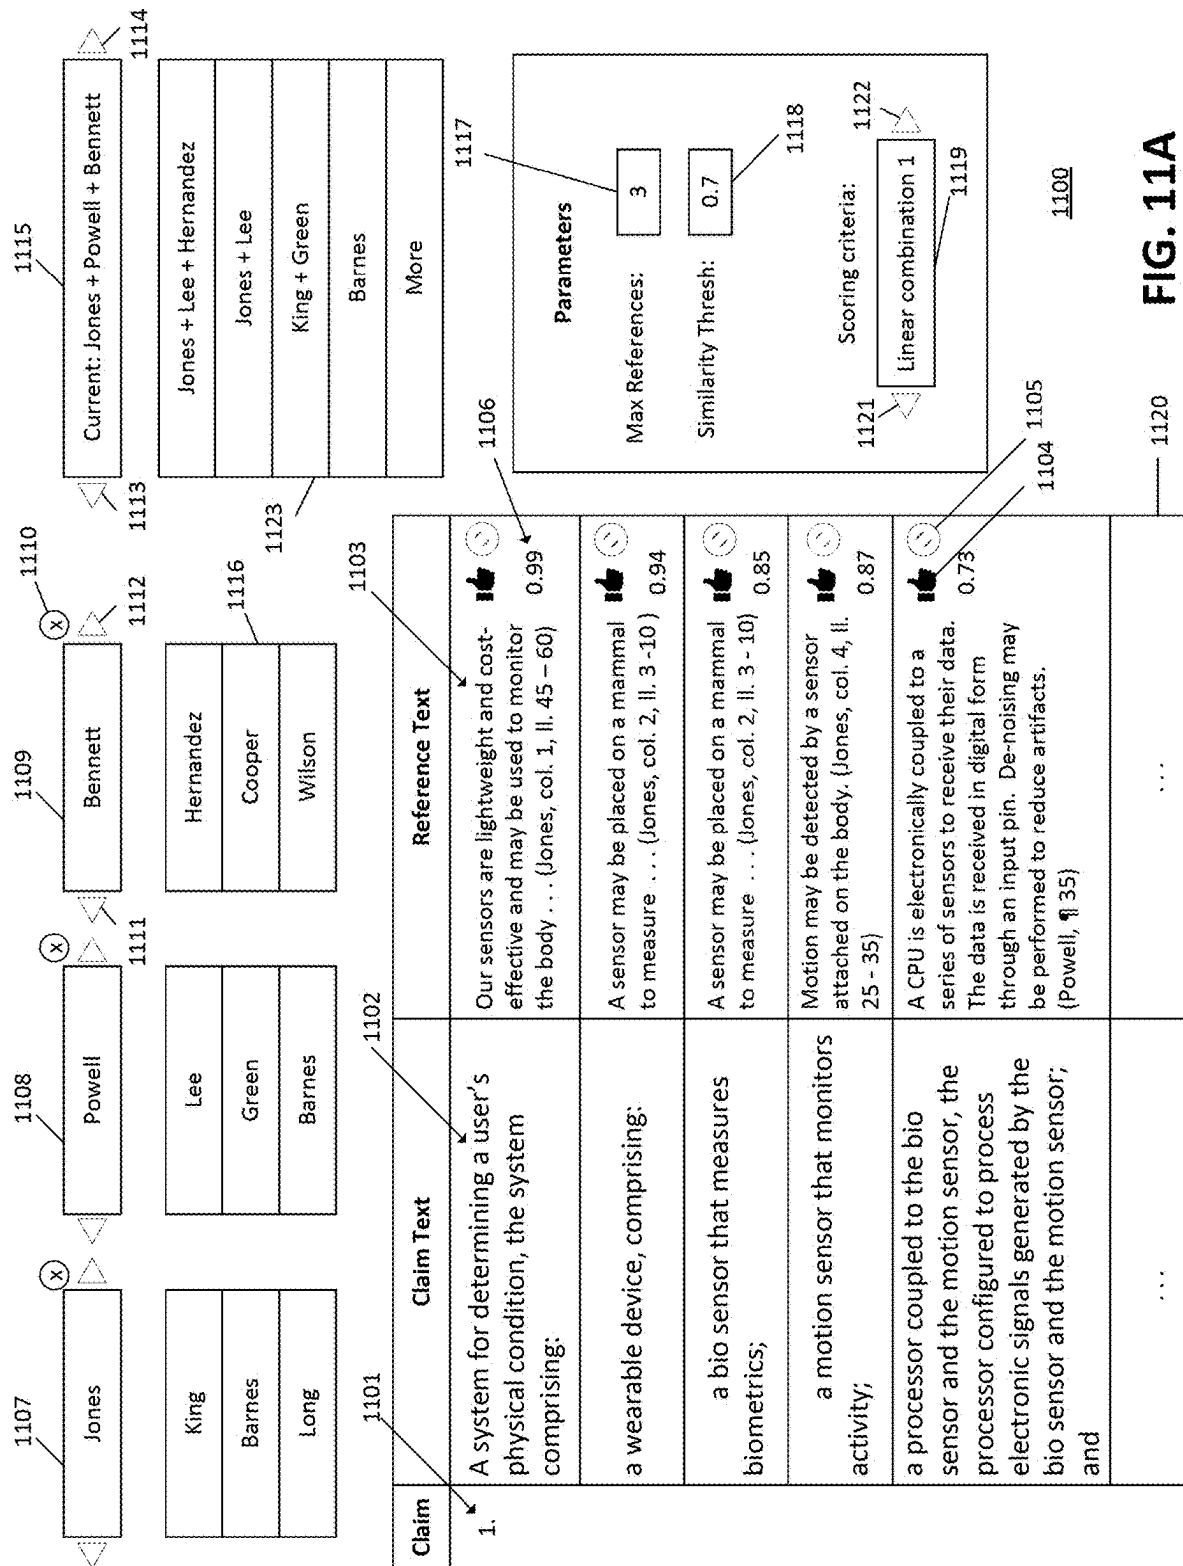 1107
1108
1109
1110
1115
X
X
X
Jones
Powell
Bennett
Current: Jones + Powell + Bennett
1111
1112
1113
1114
King
Barnes
Long
Lee
Green
Barnes
Hernandez
Cooper
Wilson
1116
Jones + Lee + Hernandez
Jones + Lee
King + Green
Barnes
More
1123
1101
1102
1103
1106
Claim
Claim Text
Reference Text
1.
A system for determining a user's
physical condition, the system
comprising:
Our sensors are lightweight and cost-
effective and may be used to monitor
the body . . . (Jones, col. 1, ll. 45 – 60)
0.99
a wearable device, comprising:
A sensor may be placed on a mammal
to measure . . . (Jones, col. 2, ll. 3 -10 )
0.94
a bio sensor that measures
biometrics;
A sensor may be placed on a mammal
to measure . . . (Jones, col. 2, ll. 3 - 10)
0.85
a motion sensor that monitors
activity;
Motion may be detected by a sensor
attached on the body. (Jones, col. 4, ll.
25 - 35)
0.87
a processor coupled to the bio
sensor and the motion sensor, the
processor configured to process
electronic signals generated by the
bio sensor and the motion sensor;
and
A CPU is electronically coupled to a
series of sensors to receive their data.
The data is received in digital form
through an input pin. De-noising may
be performed to reduce artifacts.
(Powell, ¶ 35)
0.73
. . .
. . .
1104
1105
1120
Parameters
Max References:
3
1117
Similarity Thresh:
0.7
1118
Scoring criteria:
Linear combination 1
1121
1122
1119
1100
FIG. 11A